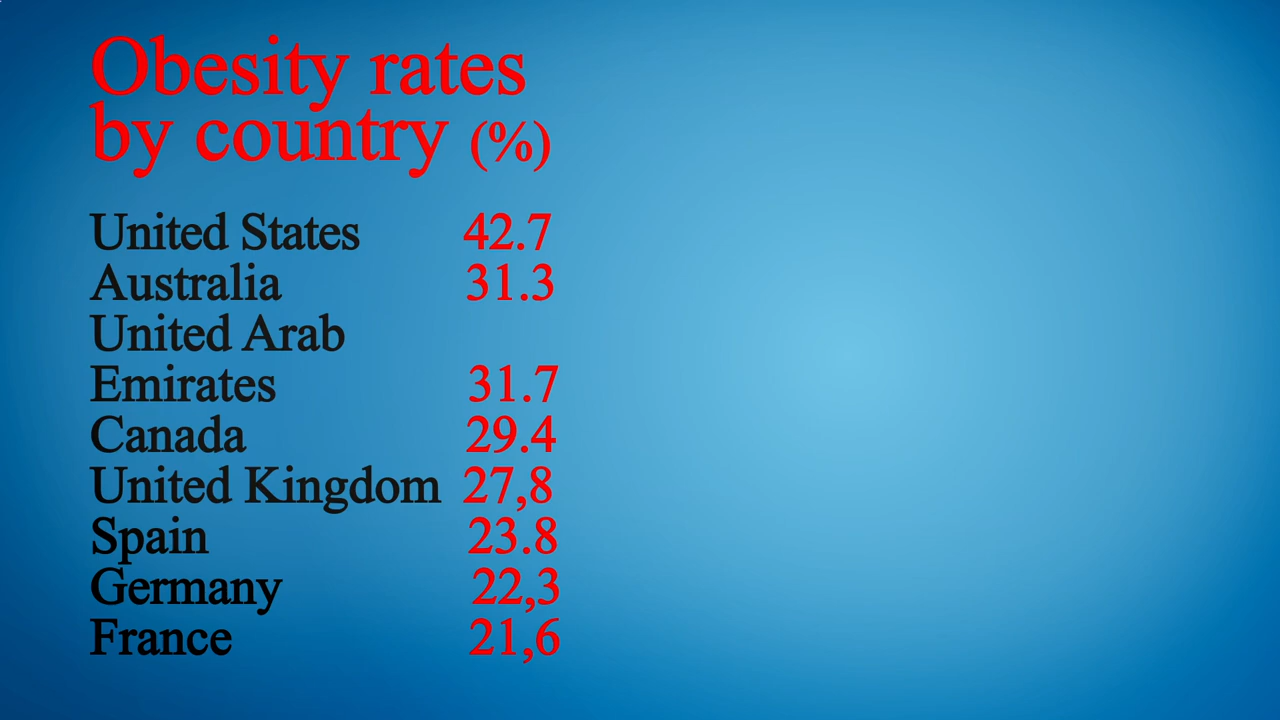 Obesity rates
by country (%)
United States 42.7
Australia 31.3
United Arab
Emirates 31.7
Canada 29.4
United Kingdom 27,8
Spain 23.8
Germany 22,3
France 21,6